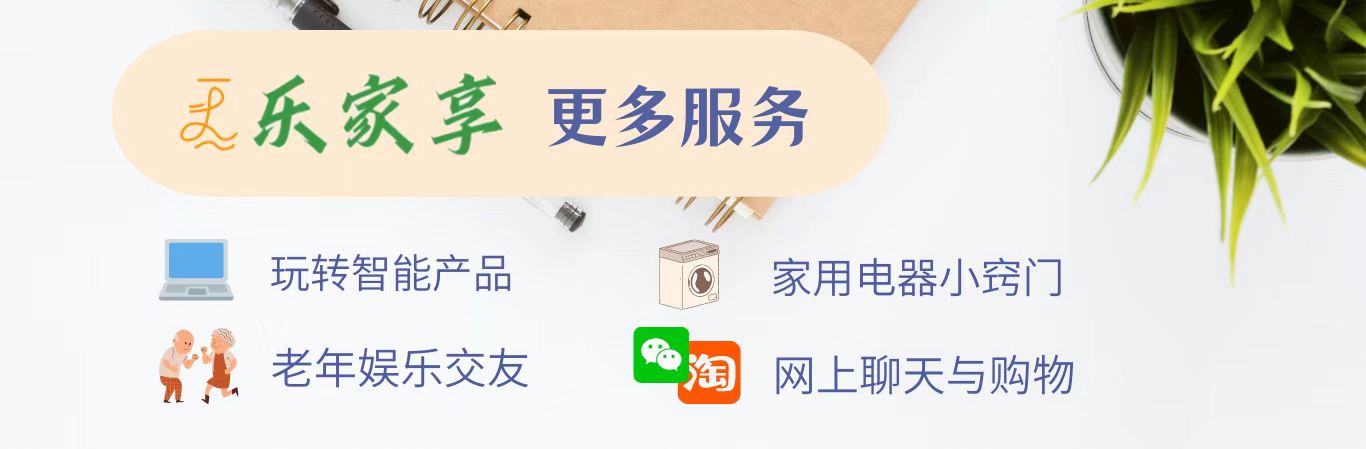 乐家享 更多服务
玩转智能产品
家用电器小窍门
老年娱乐交友
淘
网上聊天与购物